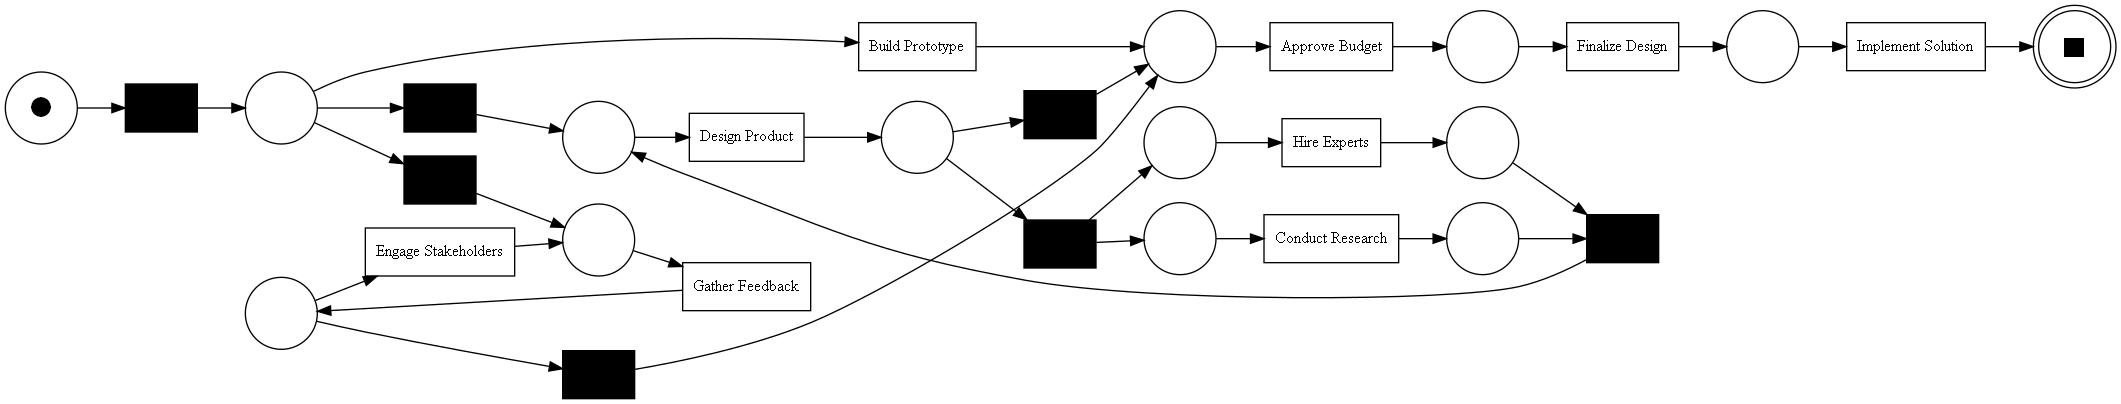 Build Prototype
Approve Budget
Finalize Design
Implement Solution
Design Product
Hire Experts
Engage Stakeholders
Conduct Research
Gather Feedback